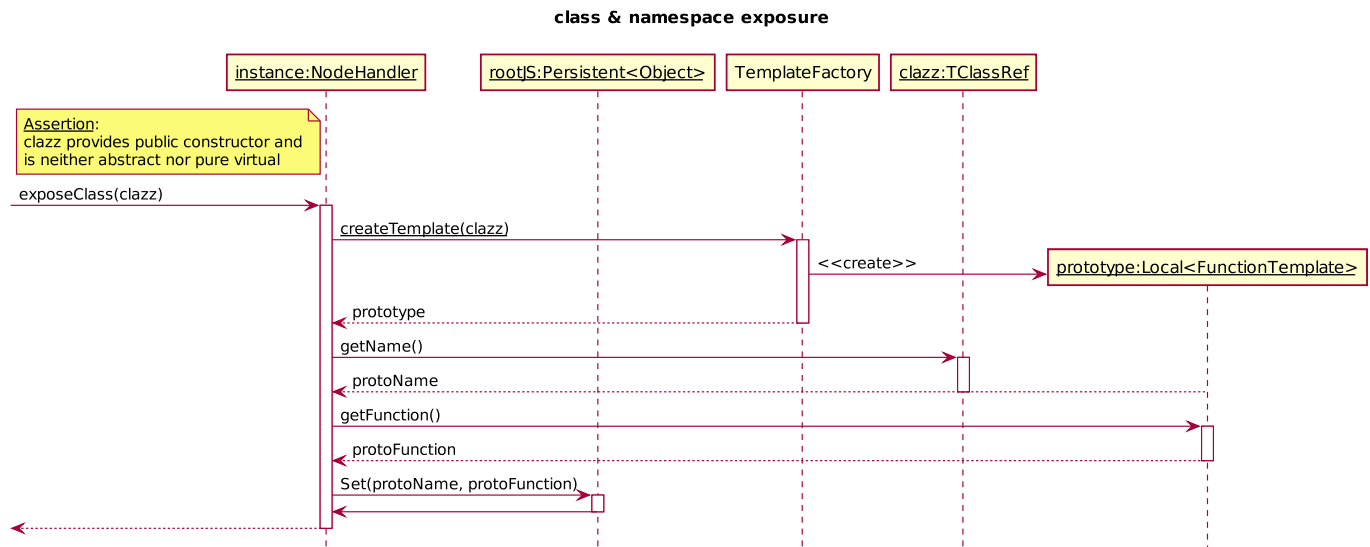 class & namespace exposure
instance:NodeHandler
rootJS:Persistent<Object>
TemplateFactory
clazz:TClassRef
Assertion:
clazz provides public constructor and
is neither abstract nor pure virtual
exposeClass(clazz)
createTemplate(clazz)
<<create>>
prototype:Local<FunctionTemplate>
prototype
getName()
protoName
getFunction()
protoFunction
Set(protoName, protoFunction)